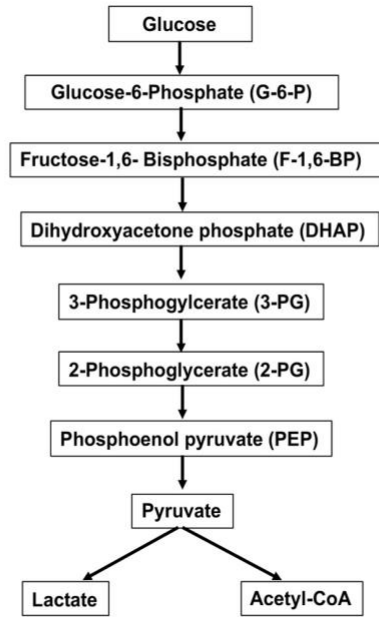 Glucose
Glucose-6-Phosphate (G-6-P)
Fructose-1,6- Bisphosphate (F-1,6-BP)
Dihydroxyacetone phosphate (DHAP)
3-Phosphogylcerate (3-PG)
2-Phosphoglycerate (2-PG)
Phosphoenol pyruvate (PEP)
Pyruvate
Lactate
Acetyl-CoA